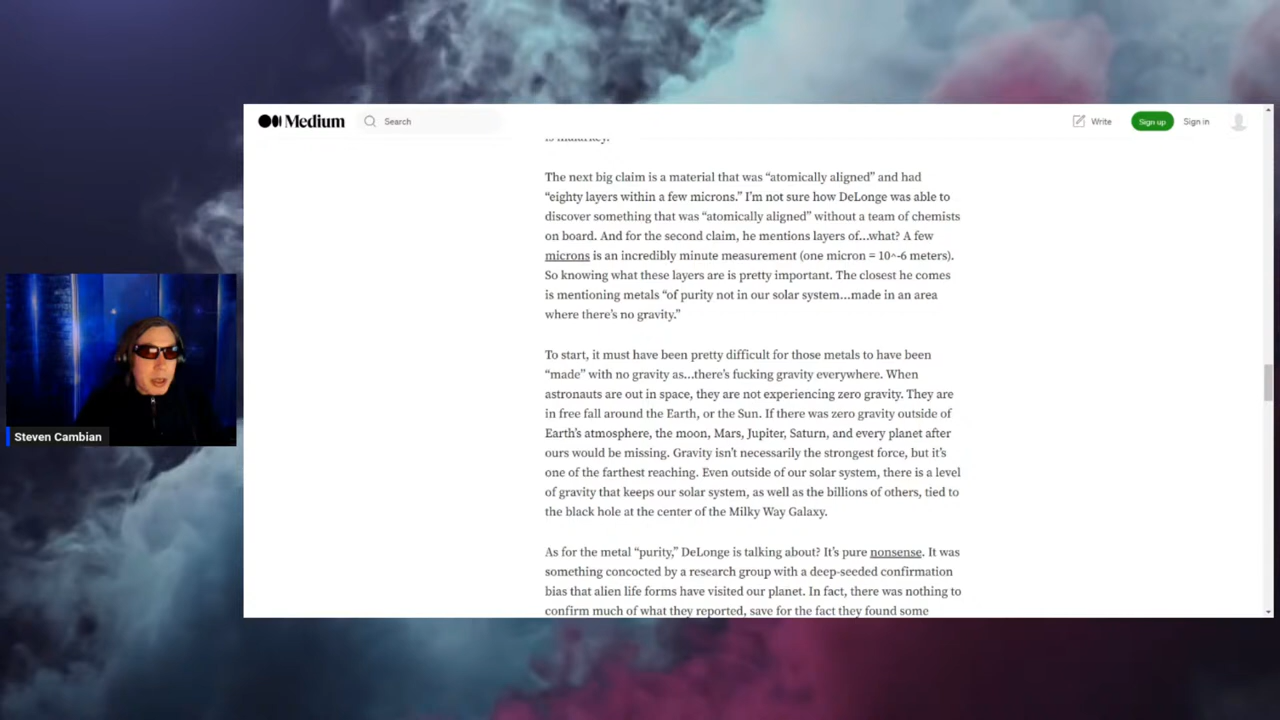 Medium
Search
Write
Sign up
Sign in
is malarkey.
The next big claim is a material that was “atomically aligned” and had
“eighty layers within a few microns.” I’m not sure how DeLonge was able to
discover something that was “atomically aligned” without a team of chemists
on board. And for the second claim, he mentions layers of…what? A few
microns is an incredibly minute measurement (one micron = 10^-6 meters).
So knowing what these layers are is pretty important. The closest he comes
is mentioning metals “of purity not in our solar system…made in an area
where there’s no gravity.”
To start, it must have been pretty difficult for those metals to have been
“made” with no gravity as…there’s fucking gravity everywhere. When
astronauts are out in space, they are not experiencing zero gravity. They are
in free fall around the Earth, or the Sun. If there was zero gravity outside of
Earth’s atmosphere, the moon, Mars, Jupiter, Saturn, and every planet after
ours would be missing. Gravity isn’t necessarily the strongest force, but it’s
one of the farthest reaching. Even outside of our solar system, there is a level
of gravity that keeps our solar system, as well as the billions of others, tied to
the black hole at the center of the Milky Way Galaxy.
As for the metal “purity,” DeLonge is talking about? It’s pure nonsense. It was
something concocted by a research group with a deep-seeded confirmation
bias that alien life forms have visited our planet. In fact, there was nothing to
confirm much of what they reported, save for the fact they found some
Steven Cambian